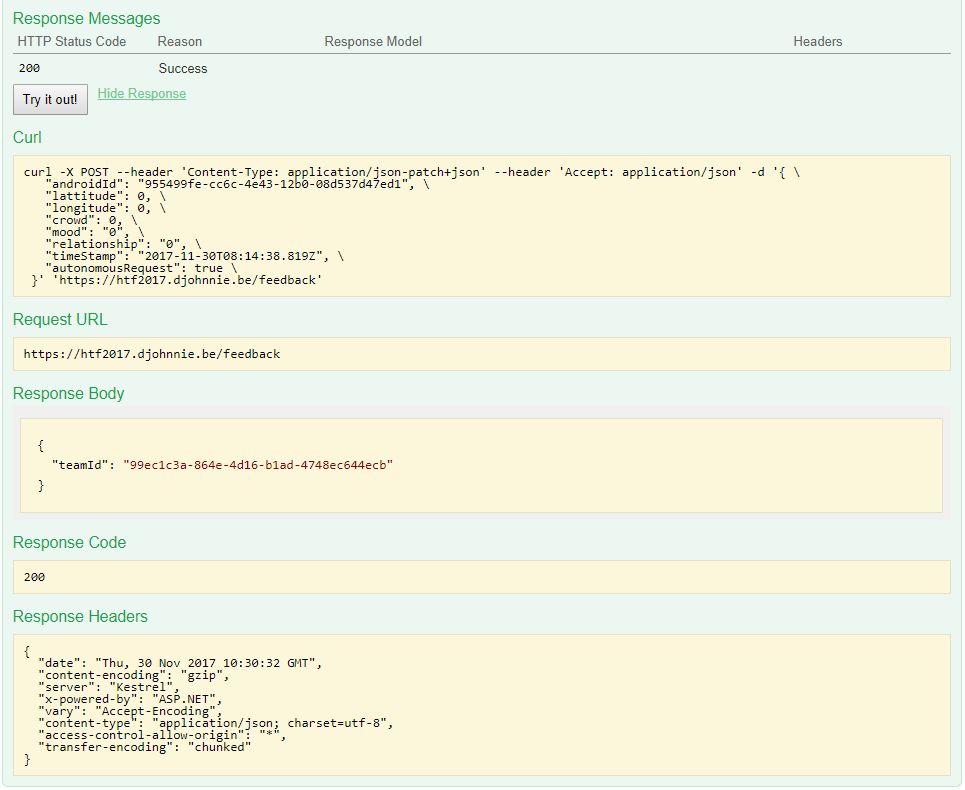 Response Messages
HTTP Status Code Reason Response Model Headers
200 Success
Try it out! Hide Response
Curl
curl -X POST --header 'Content-Type: application/json-patch+json' --header 'Accept: application/json' -d '{ \
"androidId": "955499fe-cc6c-4e43-12b0-08d537d47ed1", \
"lattitude": 0, \
"longitude": 0, \
"crowd": 0, \
"mood": "0", \
"relationship": "0", \
"timeStamp": "2017-11-30T08:14:38.819Z", \
"autonomousRequest": true \
}' 'https://htf2017.djohnnie.be/feedback'
Request URL
https://htf2017.djohnnie.be/feedback
Response Body
{
"teamId": "99ec1c3a-864e-4d16-b1ad-4748ec644ecb"
}
Response Code
200
Response Headers
{
"date": "Thu, 30 Nov 2017 10:30:32 GMT",
"content-encoding": "gzip",
"server": "Kestrel",
"x-powered-by": "ASP.NET",
"vary": "Accept-Encoding",
"content-type": "application/json; charset=utf-8",
"access-control-allow-origin": "*",
"transfer-encoding": "chunked"
}